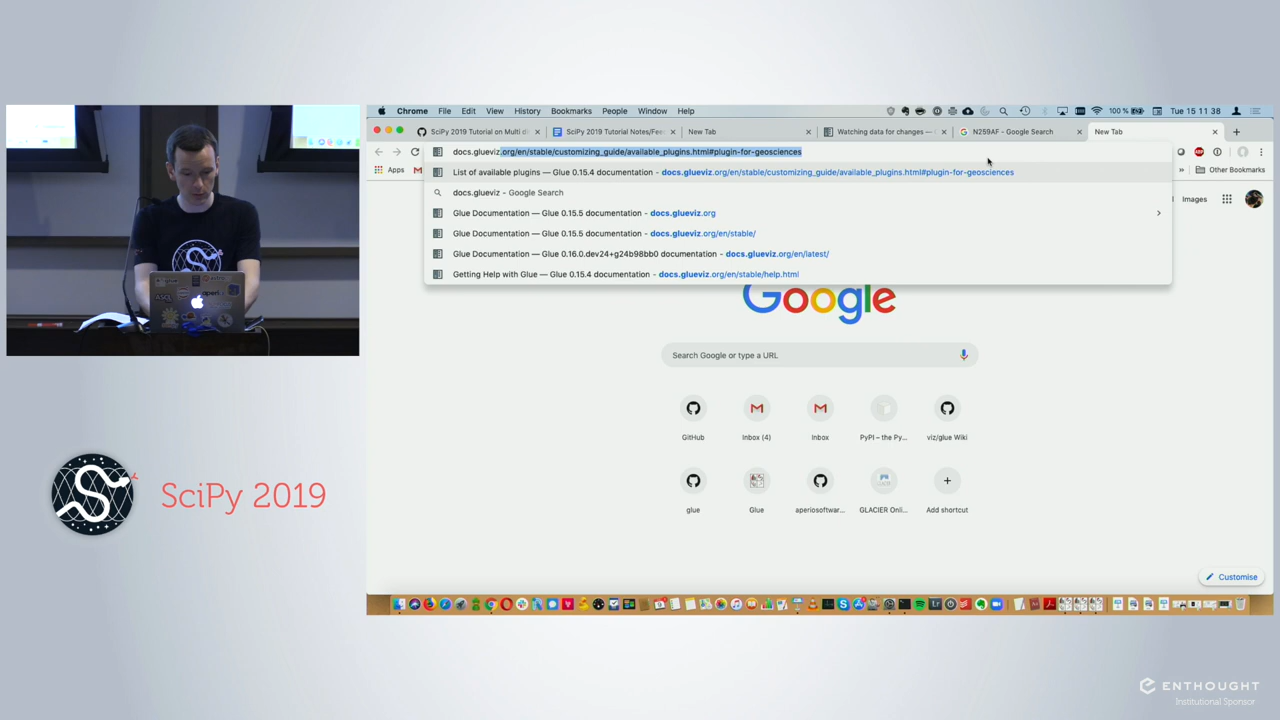 Chrome File Edit View History Bookmarks People Window Help 100 % Tue 15 11 38
SciPy 2019 Tutorial on Multi di
SciPy 2019 Tutorial Notes/Fee
New Tab
Watching data for changes —
N259AF - Google Search
New Tab
docs.glueviz.org/en/stable/customizing_guide/available_plugins.html#plugin-for-geosciences
Apps
Other Bookmarks
List of available plugins — Glue 0.15.4 documentation - docs.glueviz.org/en/stable/customizing_guide/available_plugins.html#plugin-for-geosciences
docs.glueviz - Google Search
Images
Glue Documentation — Glue 0.15.5 documentation - docs.glueviz.org
Glue Documentation — Glue 0.15.5 documentation - docs.glueviz.org/en/stable/
Glue Documentation — Glue 0.16.0.dev24+g24b98bb0 documentation - docs.glueviz.org/en/latest/
Getting Help with Glue — Glue 0.15.4 documentation - docs.glueviz.org/en/stable/help.html
Google
Search Google or type a URL
GitHub
Inbox (4)
Inbox
PyPI – the Py...
viz/glue Wiki
glue
Glue
aperiosoftwar...
GLACIER Onli...
Add shortcut
Customise
SciPy 2019
ENTHOUGHT
Institutional Sponsor